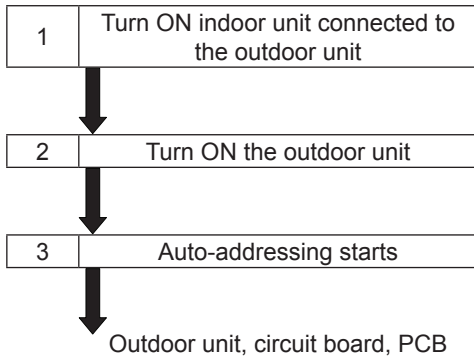 1
Turn ON indoor unit connected to
the outdoor unit
2
Turn ON the outdoor unit
3
Auto-addressing starts
Outdoor unit, circuit board, PCB